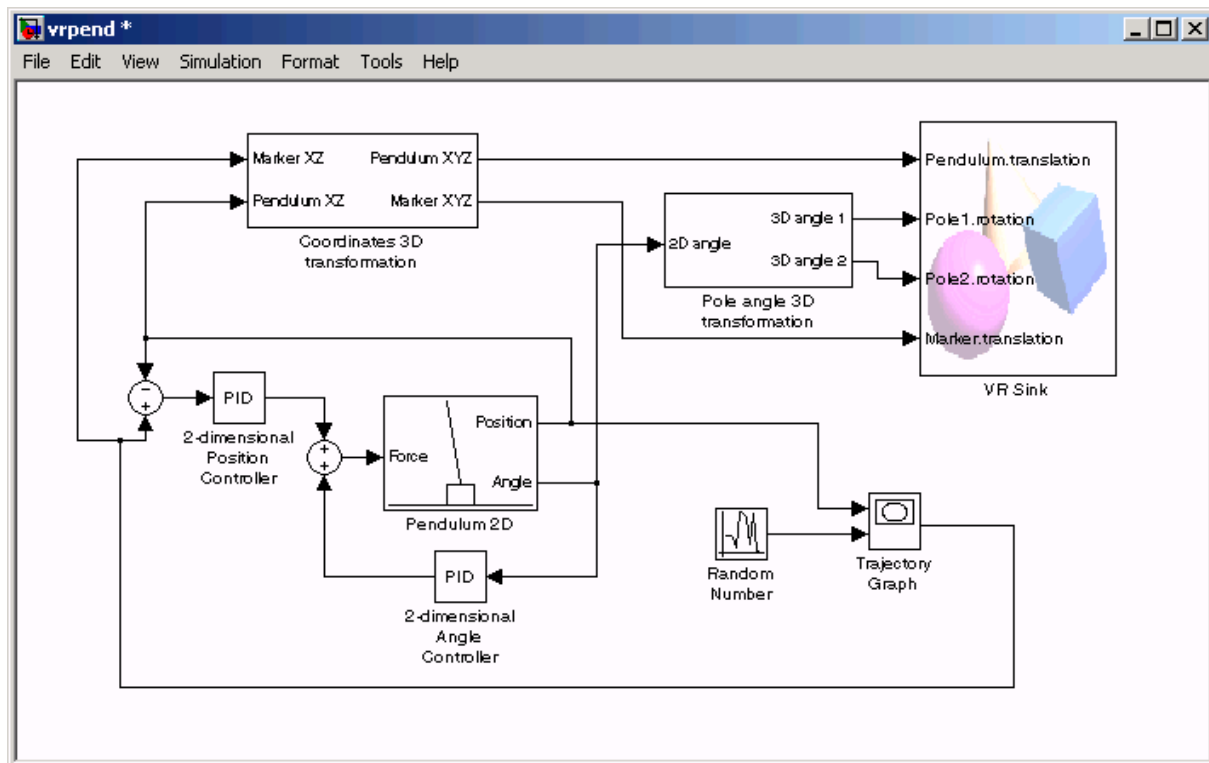 vrpend *
File Edit View Simulation Format Tools Help
Marker XZ
Pendulum XYZ
Pendulum XZ
Marker XYZ
Coordinates 3D
transformation
2D angle
3D angle 1
3D angle 2
Pole angle 3D
transformation
Pendulum.translation
Pole1.rotation
Pole2.rotation
Marker.translation
VR Sink
−
+
PID
2-dimensional
Position
Controller
+
+
Force
Position
Angle
Pendulum 2D
PID
2-dimensional
Angle
Controller
Random
Number
Trajectory
Graph